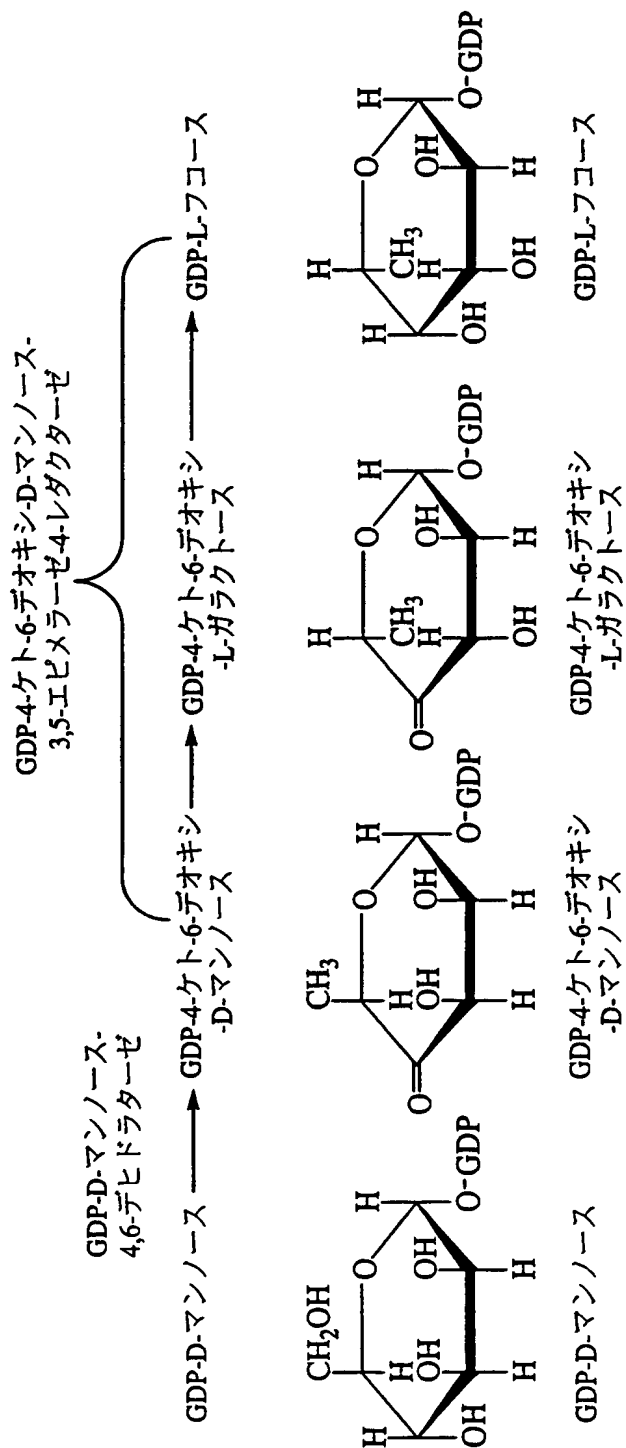 GDP-D-マンノース-
4,6-デヒドラターゼ
GDP-4-ケト-6-デオキシ-D-マンノース-
3,5-エピメラーゼ-4-レダクターゼ
GDP-D-マンノース
GDP-4-ケト-6-デオキシ
-D-マンノース
GDP-4-ケト-6-デオキシ
-L-ガラクトース
GDP-L-フコース
CH2OH
H
O
H
H
OH
OH
H
OH
H
H
O-GDP
GDP-D-マンノース
CH3
O
H
H
OH
OH
O
H
H
O-GDP
GDP-4-ケト-6-デオキシ
-D-マンノース
H
O
H
CH3
H
OH
O
OH
H
O-GDP
GDP-4-ケト-6-デオキシ
-L-ガラクトース
H
O
H
H
CH3
H
OH
OH
OH
H
O-GDP
GDP-L-フコース